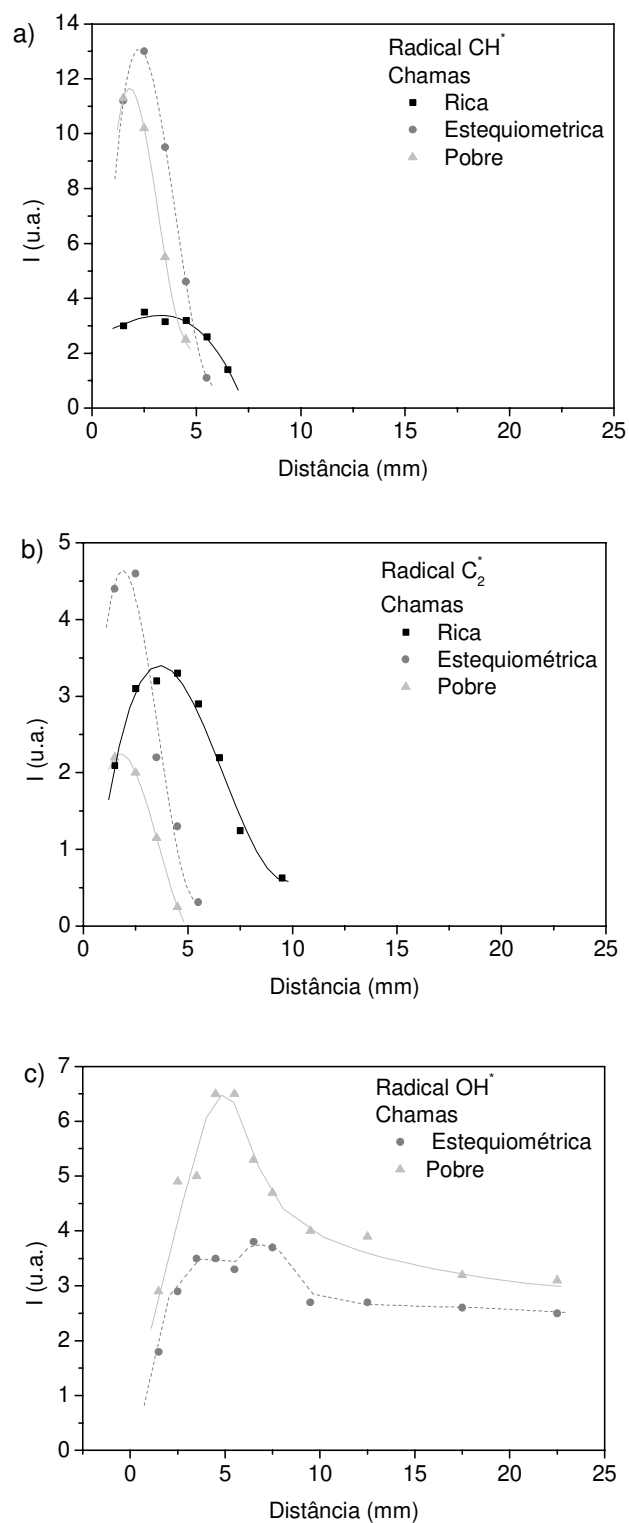 a)
14
12
10
8
6
4
2
0
I (u.a.)
Radical CH*
Chamas
Rica
Estequiometrica
Pobre
0 5 10 15 20 25
Distância (mm)
b)
5
4
3
2
1
0
I (u.a.)
Radical C₂*
Chamas
Rica
Estequiométrica
Pobre
0 5 10 15 20 25
Distância (mm)
c)
7
6
5
4
3
2
1
0
I (u.a.)
Radical OH*
Chamas
Estequiométrica
Pobre
0 5 10 15 20 25
Distância (mm)